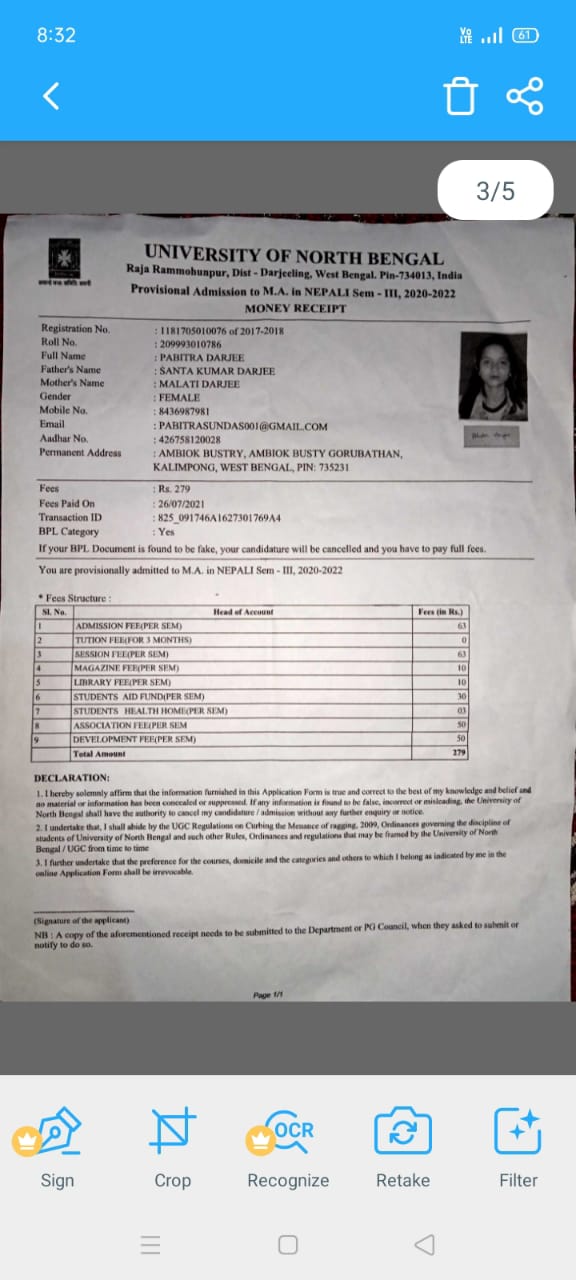 8:32
Vo LTE 61
3/5
UNIVERSITY OF NORTH BENGAL
Raja Rammohunpur, Dist - Darjeeling, West Bengal. Pin-734013, India
Provisional Admission to M.A. in NEPALI Sem - III, 2020-2022
MONEY RECEIPT
Registration No. : 1181705010076 of 2017-2018
Roll No. : 209993010786
Full Name : PABITRA DARJEE
Father's Name : SANTA KUMAR DARJEE
Mother's Name : MALATI DARJEE
Gender : FEMALE
Mobile No. : 8436987981
Email : PABITRASUNDAS001@GMAIL.COM
Aadhar No. : 426758120028
Permanent Address : AMBIOK BUSTRY, AMBIOK BUSTY GORUBATHAN,
KALIMPONG, WEST BENGAL, PIN: 735231
Fees : Rs. 279
Fees Paid On : 26/07/2021
Transaction ID : 825_091746A1627301769A4
BPL Category : Yes
If your BPL Document is found to be fake, your candidature will be cancelled and you have to pay full fees.
You are provisionally admitted to M.A. in NEPALI Sem - III, 2020-2022
* Fees Structure :
Sl. No. Head of Account Fees (in Rs.)
1 ADMISSION FEE(PER SEM) 63
2 TUTION FEE(FOR 3 MONTHS) 0
3 SESSION FEE(PER SEM) 63
4 MAGAZINE FEE(PER SEM) 10
5 LIBRARY FEE(PER SEM) 10
6 STUDENTS AID FUND(PER SEM) 30
7 STUDENTS HEALTH HOME(PER SEM) 03
8 ASSOCIATION FEE(PER SEM 50
9 DEVELOPMENT FEE(PER SEM) 50
Total Amount 279
DECLARATION:
1. I hereby solemnly affirm that the information furnished in this Application Form is true and correct to the best of my knowledge and belief and
no material or information has been concealed or suppressed. If any information is found to be false, incorrect or misleading, the University of
North Bengal shall have the authority to cancel my candidature / admission without any further enquiry or notice.
2. I undertake that, I shall abide by the UGC Regulations on Curbing the Menance of ragging, 2009, Ordinances governing the discipline of
students of University of North Bengal and such other Rules, Ordinances and regulations that may be framed by the University of North
Bengal / UGC from time to time
3. I further undertake that the preference for the courses, domicile and the categories and others to which I belong as indicated by me in the
online Application Form shall be irrevocable.
(Signature of the applicant)
NB : A copy of the aforementioned receipt needs to be submitted to the Department or PG Council, when they asked to submit or
notify to do so.
Page 1/1
Sign Crop OCR Recognize Retake Filter